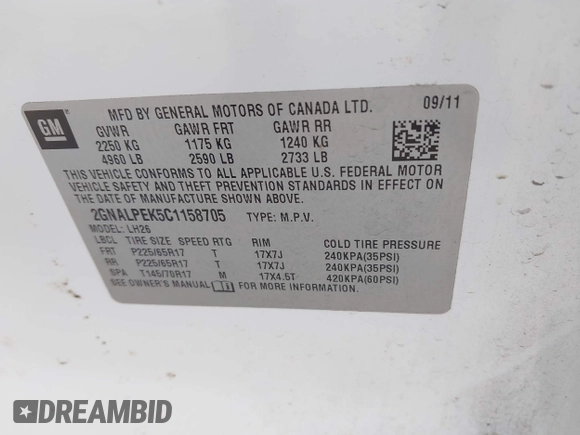 GM
MFD BY GENERAL MOTORS OF CANADA LTD. 09/11
GVWR GAWR FRT GAWR RR
2250 KG 1175 KG 1240 KG
4960 LB 2590 LB 2733 LB
THIS VEHICLE CONFORMS TO ALL APPLICABLE U.S. FEDERAL MOTOR
VEHICLE SAFETY AND THEFT PREVENTION STANDARDS IN EFFECT ON
THE DATE OF MANUFACTURE SHOWN ABOVE.
2GNALPEK5C1158705 TYPE: M.P.V.
MODEL: LH26
LBCL TIRE SIZE SPEED RTG RIM COLD TIRE PRESSURE
FRT P225/65R17 T 17X7J 240KPA(35PSI)
RR P225/65R17 T 17X7J 240KPA(35PSI)
SPA T145/70R17 M 17X4.5T 420KPA(60PSI)
SEE OWNER'S MANUAL FOR MORE INFORMATION.
DREAMBID